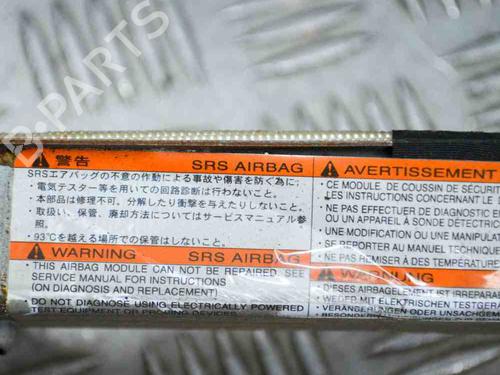 B-PARTS
⚠警告 SRS AIRBAG
SRSエアバッグの不意の作動による事故や傷害を防ぐ為に:
・電気テスター等を用いての回路診断は行わないこと。
・本部品は修理不可。分解したりり衝撃を与えたりしないこと。
・取扱い、保管、廃却方法についてはサービスマニュアル参照。
・93℃を越える場所での保管はしないこと。
⚠WARNING SRS AIRBAG
・THIS AIRBAG MODULE CAN NOT BE REPAIRED. SEE
SERVICE MANUAL FOR INSTRUCTIONS
(ON DIAGNOSIS AND REPLACEMENT)
DO NOT DIAGNOSE USING ELECTRICALLY POWERED
TEST EQUIPMENT OR PROBING DEVICES.
⚠AVERTISSEMENT
・CE MODULE DE COUSSIN DE SÉCURIT
LES INSTRUCTIONS CONCERNANT LE D
・NE PAS EFFECTUER DE DIAGNOSTIC É
OU UN APPAREIL À SONDE DÉTECTRIC
・UNE MODIFICATION OU UNE MANIPULAT
SE REPORTER AU MANUEL TECHNIQUE
・NE PAS REMISER À DES TEMPÉRATURE
⚠WARNUNG
・DIESES AIRBAGELEMENT IST IRREPARAB
・WEDER MIT ELEKTRISCHEN TESTGERÄT
VERÄNDERUNGEN ODER UNSACHGEM